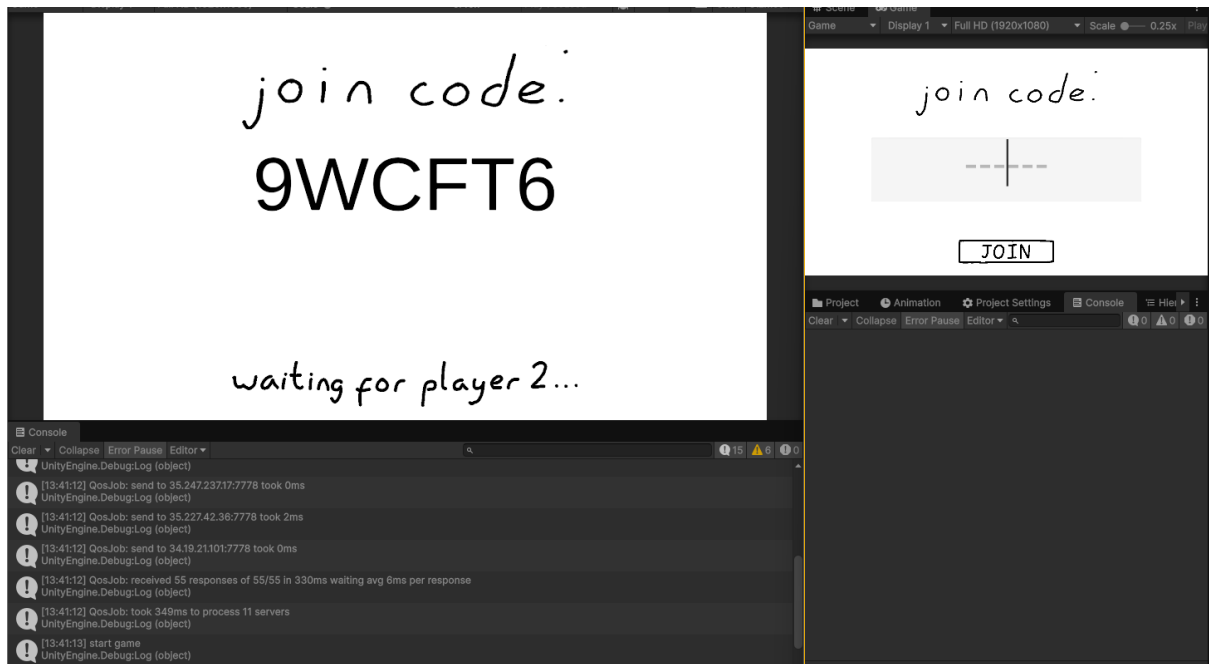 join code:
9WCFT6
waiting for player 2...
Console
Clear Collapse Error Pause Editor 15 6 0
UnityEngine.Debug:Log (object)
[13:41:12] QosJob: send to 35.247.237.17:7778 took 0ms
UnityEngine.Debug:Log (object)
[13:41:12] QosJob: send to 35.227.42.36:7778 took 2ms
UnityEngine.Debug:Log (object)
[13:41:12] QosJob: send to 34.19.21.101:7778 took 0ms
UnityEngine.Debug:Log (object)
[13:41:12] QosJob: received 55 responses of 55/55 in 330ms waiting avg 6ms per response
UnityEngine.Debug:Log (object)
[13:41:12] QosJob: took 349ms to process 11 servers
UnityEngine.Debug:Log (object)
[13:41:13] start game
UnityEngine.Debug:Log (object)
Scene Game
Game Display 1 Full HD (1920x1080) Scale 0.25x Play
join code:
------
JOIN
Project Animation Project Settings Console Hier
Clear Collapse Error Pause Editor 0 0 0